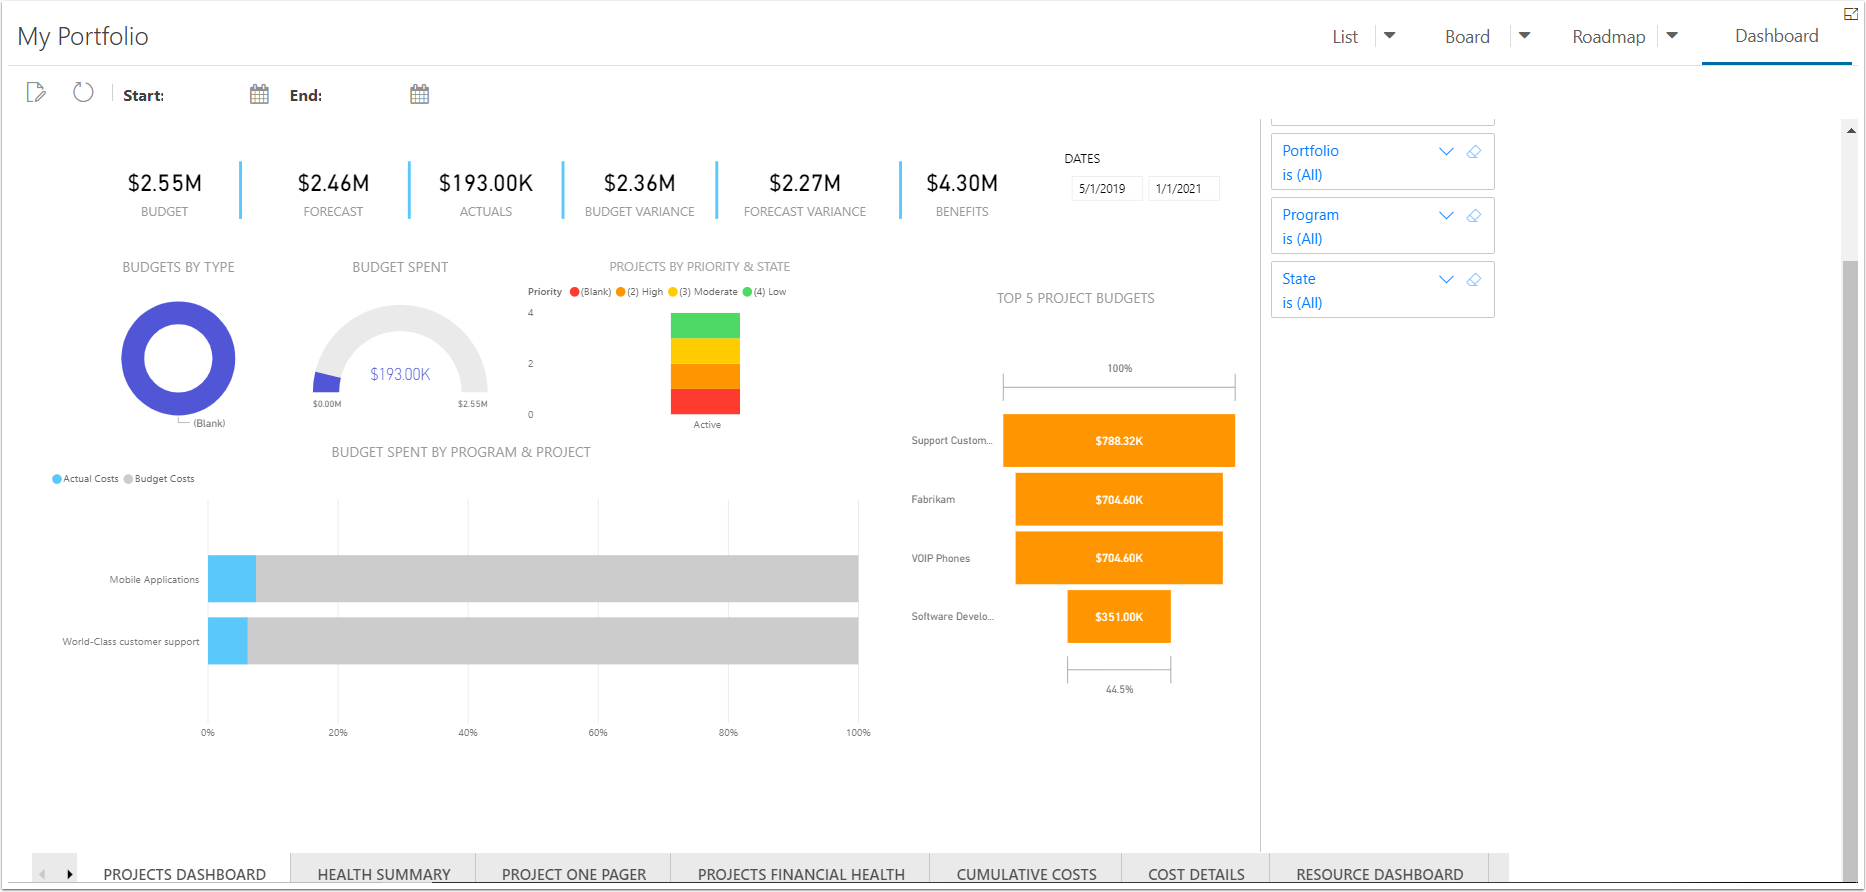 My Portfolio
List
Board
Roadmap
Dashboard
Start:
End:
$2.55M
BUDGET
$2.46M
FORECAST
$193.00K
ACTUALS
$2.36M
BUDGET VARIANCE
$2.27M
FORECAST VARIANCE
$4.30M
BENEFITS
DATES
5/1/2019
1/1/2021
Portfolio
is (All)
Program
is (All)
State
is (All)
BUDGETS BY TYPE
(Blank)
BUDGET SPENT
$193.00K
$0.00M
$2.55M
PROJECTS BY PRIORITY & STATE
Priority (Blank) (2) High (3) Moderate (4) Low
4
2
0
Active
TOP 5 PROJECT BUDGETS
100%
Support Custom... $788.32K
Fabrikam $704.60K
VOIP Phones $704.60K
Software Develo... $351.00K
44.5%
BUDGET SPENT BY PROGRAM & PROJECT
Actual Costs Budget Costs
Mobile Applications
World-Class customer support
0% 20% 40% 60% 80% 100%
PROJECTS DASHBOARD
HEALTH SUMMARY
PROJECT ONE PAGER
PROJECTS FINANCIAL HEALTH
CUMULATIVE COSTS
COST DETAILS
RESOURCE DASHBOARD